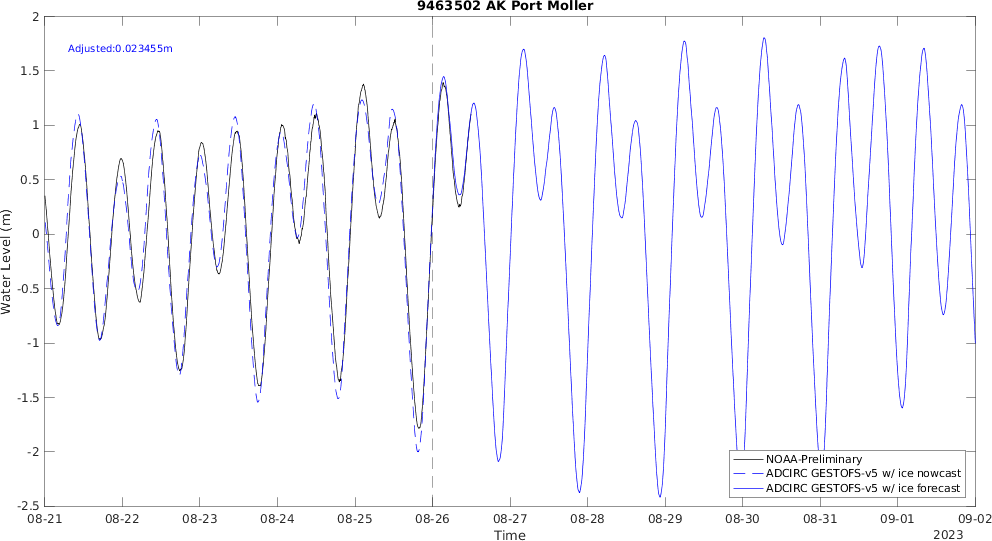 9463502 AK Port Moller
Adjusted:0.023455m
Water Level (m)
2
1.5
1
0.5
0
-0.5
-1
-1.5
-2
-2.5
NOAA-Preliminary
ADCIRC GESTOFS-v5 w/ ice nowcast
ADCIRC GESTOFS-v5 w/ ice forecast
08-21 08-22 08-23 08-24 08-25 08-26 08-27 08-28 08-29 08-30 08-31 09-01 09-02
Time
2023